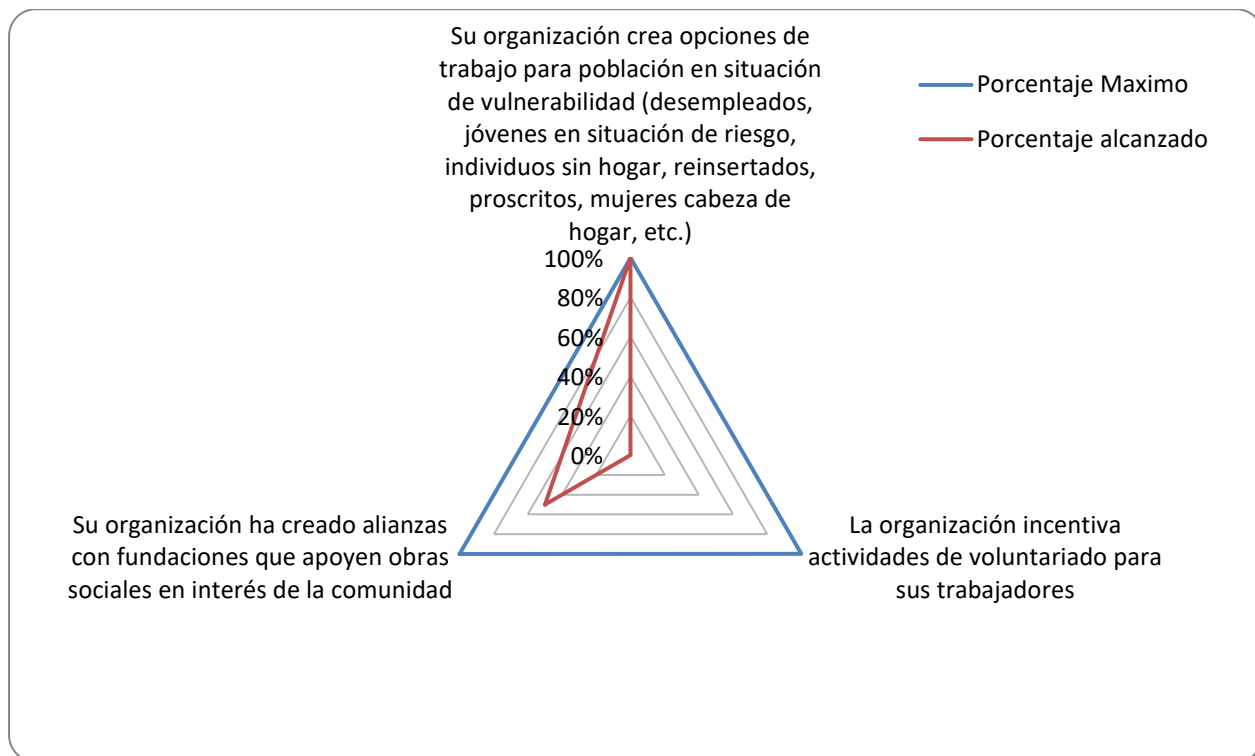 Su organización crea opciones de
trabajo para población en situación
de vulnerabilidad (desempleados,
jóvenes en situación de riesgo,
individuos sin hogar, reinsertados,
proscritos, mujeres cabeza de
hogar, etc.)
Porcentaje Maximo
Porcentaje alcanzado
100%
80%
60%
40%
20%
0%
Su organización ha creado alianzas
con fundaciones que apoyen obras
sociales en interés de la comunidad
La organización incentiva
actividades de voluntariado para
sus trabajadores